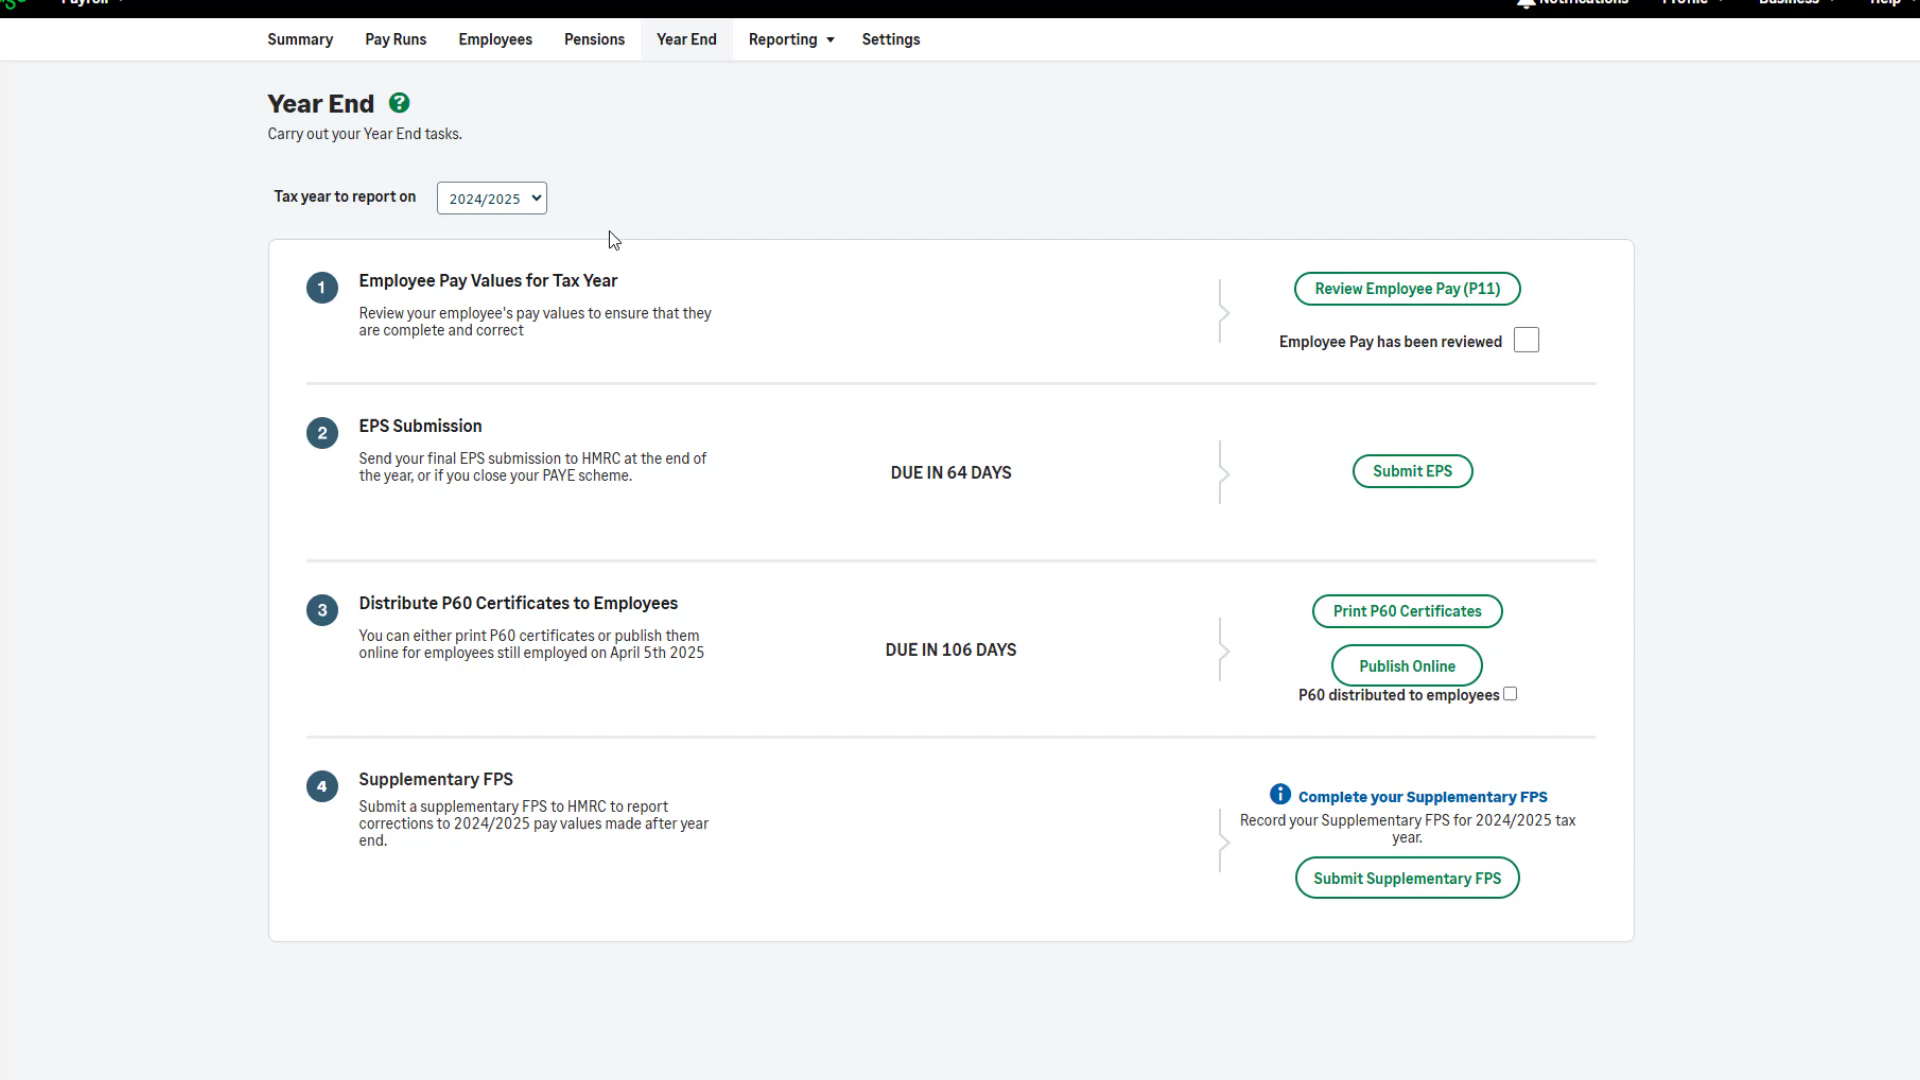 Payroll
Notifications Profile Business Help
Summary Pay Runs Employees Pensions Year End Reporting Settings
Year End ?
Carry out your Year End tasks.
Tax year to report on 2024/2025
1 Employee Pay Values for Tax Year
Review your employee's pay values to ensure that they
are complete and correct
Review Employee Pay (P11)
Employee Pay has been reviewed
2 EPS Submission
Send your final EPS submission to HMRC at the end of
the year, or if you close your PAYE scheme.
DUE IN 64 DAYS
Submit EPS
3 Distribute P60 Certificates to Employees
You can either print P60 certificates or publish them
online for employees still employed on April 5th 2025
DUE IN 106 DAYS
Print P60 Certificates
Publish Online
P60 distributed to employees
4 Supplementary FPS
Submit a supplementary FPS to HMRC to report
corrections to 2024/2025 pay values made after year
end.
i Complete your Supplementary FPS
Record your Supplementary FPS for 2024/2025 tax
year.
Submit Supplementary FPS